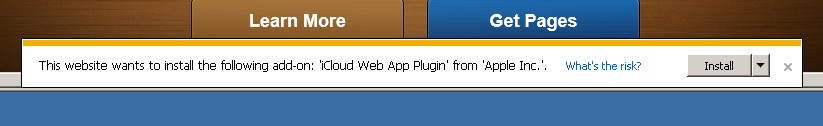 Learn More
Get Pages
This website wants to install the following add-on: 'iCloud Web App Plugin' from 'Apple Inc.'. What's the risk? Install